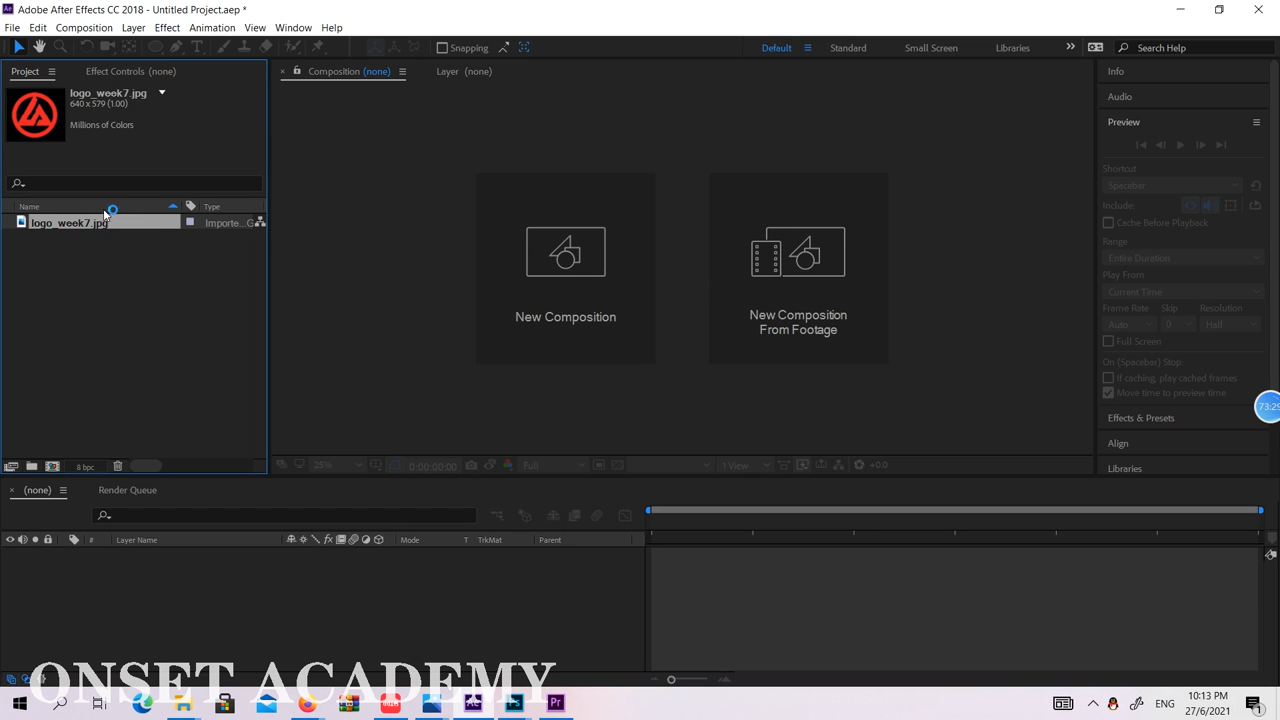 Adobe After Effects CC 2018 - Untitled Project.aep *
File Edit Composition Layer Effect Animation View Window Help
Snapping Default Standard Small Screen Libraries Search Help
Project Effect Controls (none) Composition (none) Layer (none) Info
logo_week7.jpg
640 x 579 (1.00)
Millions of Colors
Audio
Preview
Shortcut
Spacebar
Name Type
Include:
logo_week7.jpg Importe...G
Cache Before Playback
Range
Entire Duration
Play From
Current Time
New Composition
New Composition
From Footage
Frame Rate Skip Resolution
Auto 0 Half
Full Screen
On (Spacebar) Stop:
If caching, play cached frames
Move time to preview time
73:29
Effects & Presets
Align
Libraries
8 bpc 25% 0:00:00:00 Full 1 View +0.0
(none) Render Queue
# Layer Name Mode T TrkMat Parent
ONSET ACADEMY
ENG
10:13 PM
27/6/2021